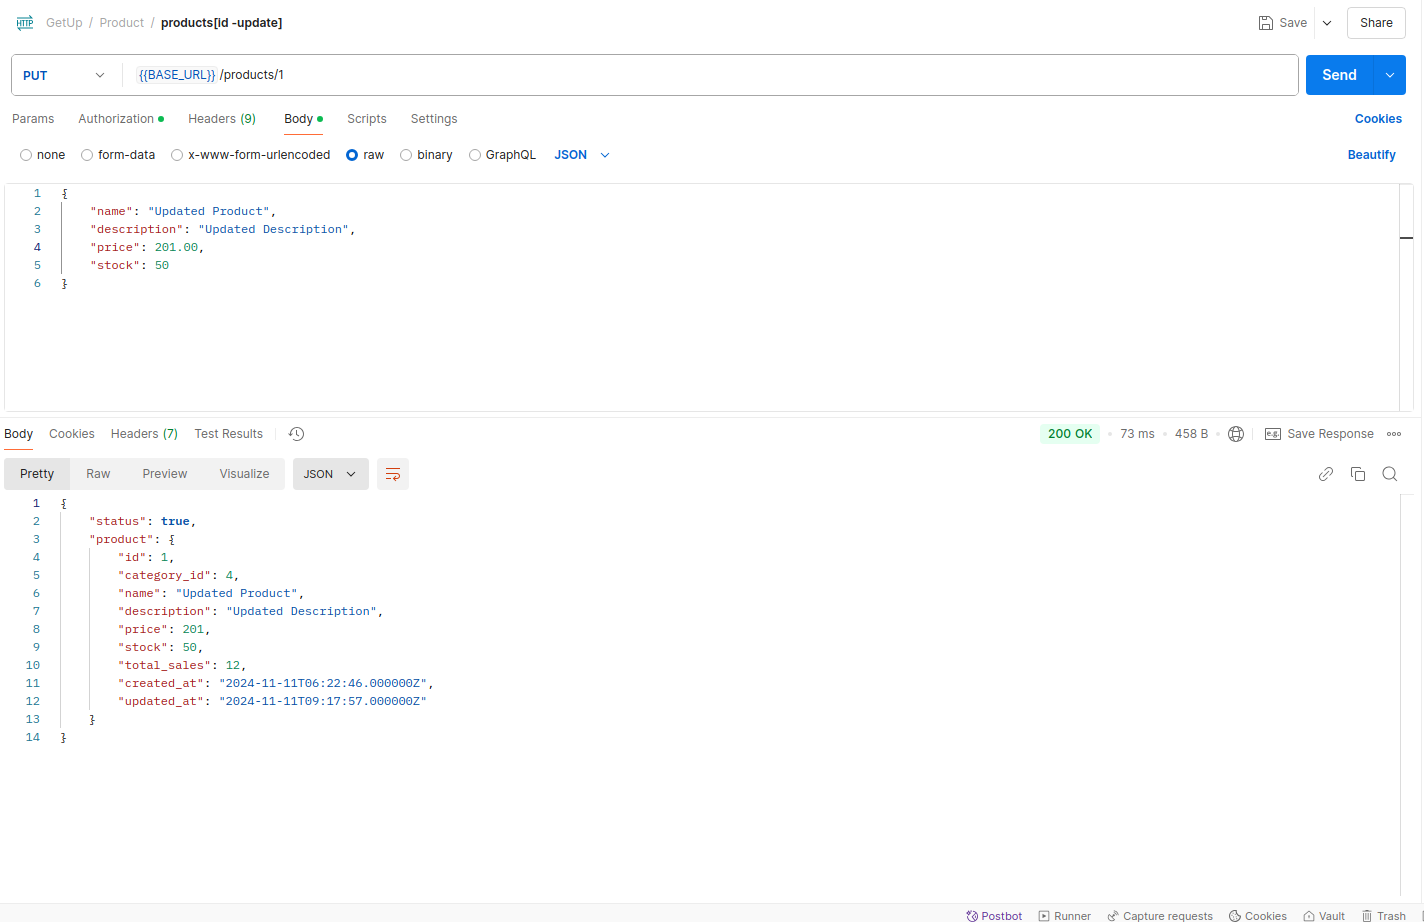 HTTP GetUp / Product / products[id -update] Save Share
PUT {{BASE_URL}} /products/1 Send
Params Authorization Headers (9) Body Scripts Settings Cookies
none form-data x-www-form-urlencoded raw binary GraphQL JSON Beautify
1 {
2 "name": "Updated Product",
3 "description": "Updated Description",
4 "price": 201.00,
5 "stock": 50
6 }
Body Cookies Headers (7) Test Results 200 OK • 73 ms • 458 B • e.g. Save Response
Pretty Raw Preview Visualize JSON
1 {
2 "status": true,
3 "product": {
4 "id": 1,
5 "category_id": 4,
6 "name": "Updated Product",
7 "description": "Updated Description",
8 "price": 201,
9 "stock": 50,
10 "total_sales": 12,
11 "created_at": "2024-11-11T06:22:46.000000Z",
12 "updated_at": "2024-11-11T09:17:57.000000Z"
13 }
14 }
Postbot Runner Capture requests Cookies Vault Trash